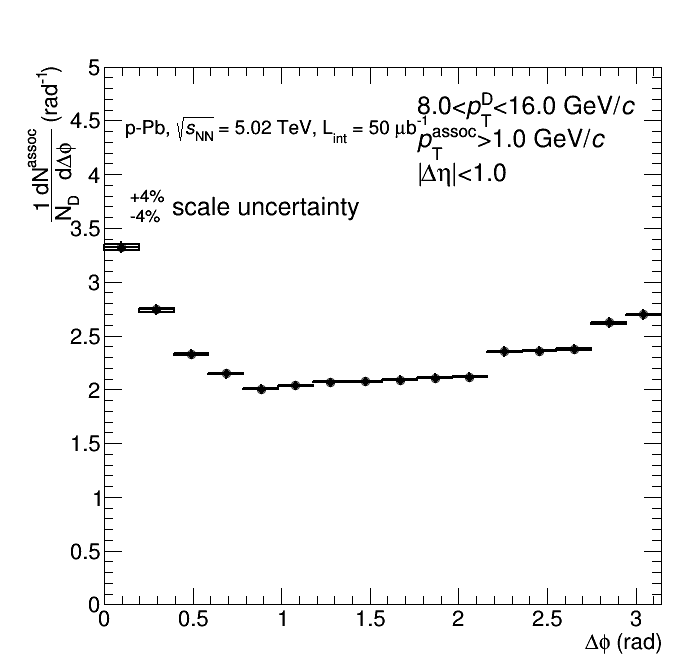 1 dN^assoc
N_D dΔϕ (rad^-1)
p-Pb, √s_NN = 5.02 TeV, L_int = 50 μb^-1
8.0<p_T^D<16.0 GeV/c
p_T^assoc>1.0 GeV/c
|Δη|<1.0
+4%
-4% scale uncertainty
5
4.5
4
3.5
3
2.5
2
1.5
1
0.5
0
0 0.5 1 1.5 2 2.5 3
Δϕ (rad)